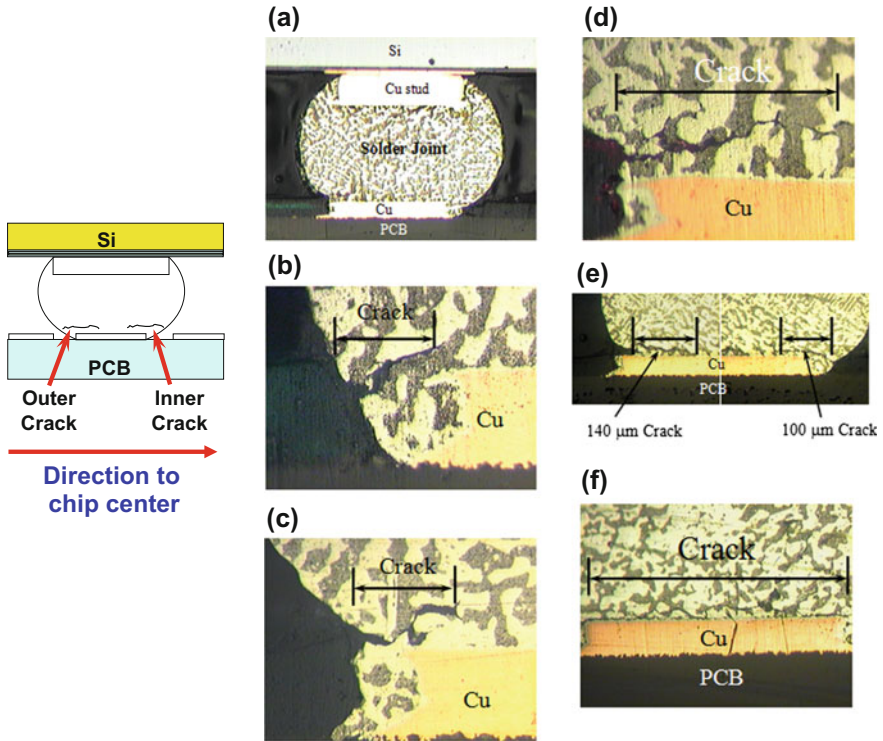 Si
PCB
Outer
Crack
Inner
Crack
Direction to
chip center
(a)
Si
Cu stud
Solder Joint
Cu
PCB
(b)
Crack
Cu
(c)
Crack
Cu
(d)
Crack
Cu
(e)
Cu
PCB
140 μm Crack
100 μm Crack
(f)
Crack
Cu
PCB